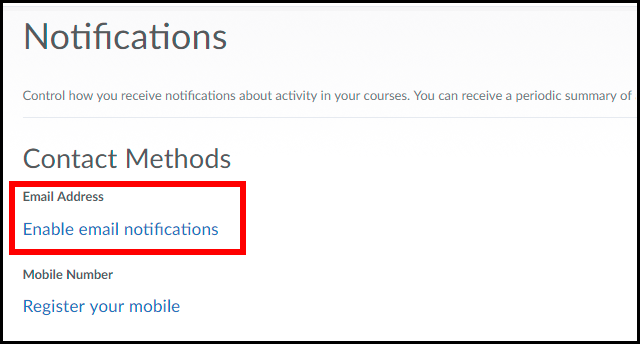 Notifications
Control how you receive notifications about activity in your courses. You can receive a periodic summary of
Contact Methods
Email Address
Enable email notifications
Mobile Number
Register your mobile